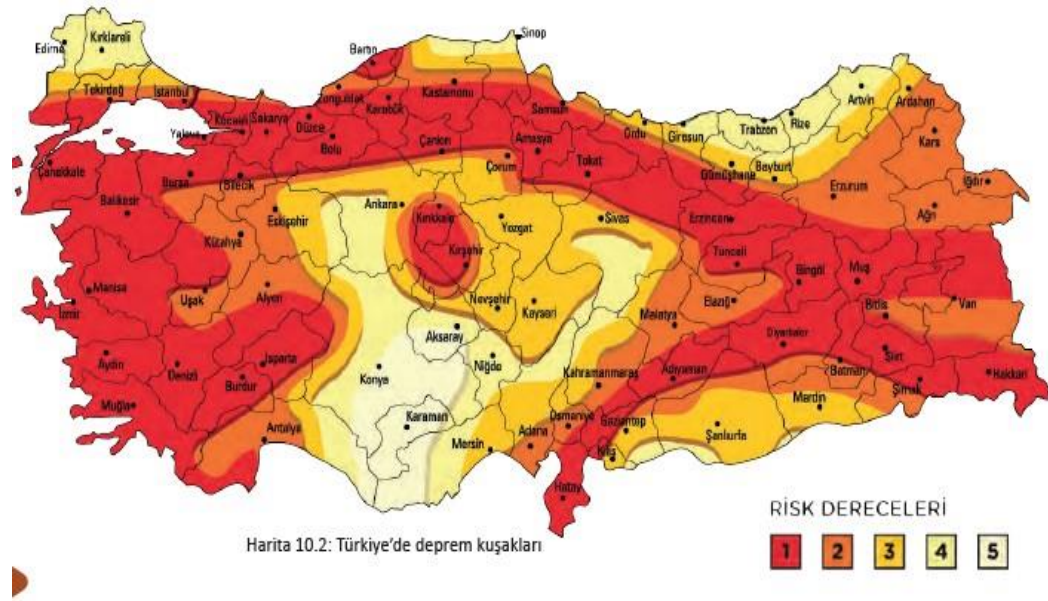 Edirne
Kırklareli
Tekirdağ
İstanbul
Kocaeli
Sakarya
Yalova
Düzce
Bolu
Zonguldak
Bartın
Karabük
Kastamonu
Sinop
Samsun
Ordu
Giresun
Trabzon
Rize
Artvin
Ardahan
Kars
Iğdır
Ağrı
Erzurum
Bayburt
Gümüşhane
Erzincan
Tunceli
Bingöl
Muş
Bitlis
Van
Hakkari
Şırnak
Siirt
Batman
Diyarbakır
Mardin
Şanlıurfa
Adıyaman
Malatya
Elazığ
Sivas
Tokat
Amasya
Çorum
Çankırı
Ankara
Kırıkkale
Kırşehir
Yozgat
Nevşehir
Kayseri
Aksaray
Niğde
Konya
Karaman
Mersin
Adana
Osmaniye
Kahramanmaraş
Gaziantep
Kilis
Hatay
Antalya
Isparta
Burdur
Afyon
Eskişehir
Bilecik
Bursa
Kütahya
Uşak
Çanakkale
Balıkesir
Manisa
İzmir
Aydın
Denizli
Muğla
RİSK DERECELERİ
1 2 3 4 5
Harita 10.2: Türkiye'de deprem kuşakları